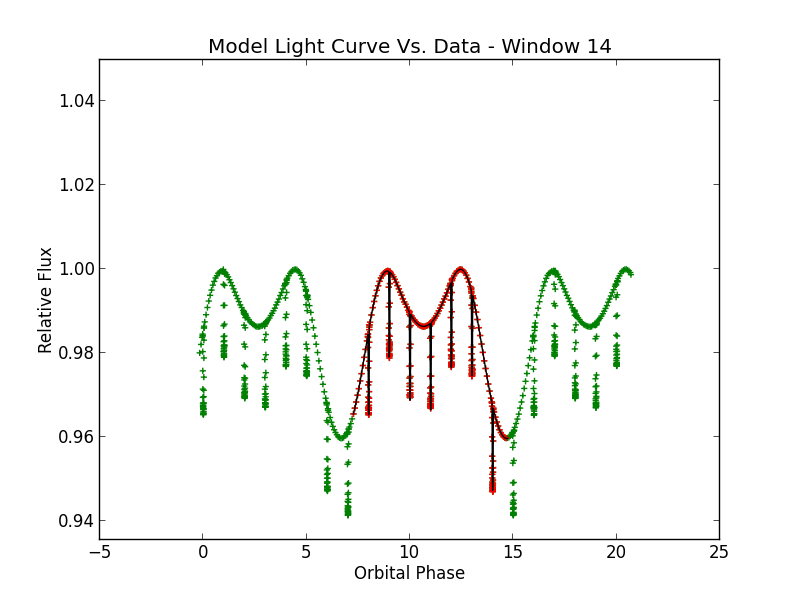 Model Light Curve Vs. Data - Window 14
1.04
1.02
1.00
0.98
0.96
0.94
Relative Flux
−5 0 5 10 15 20 25
Orbital Phase